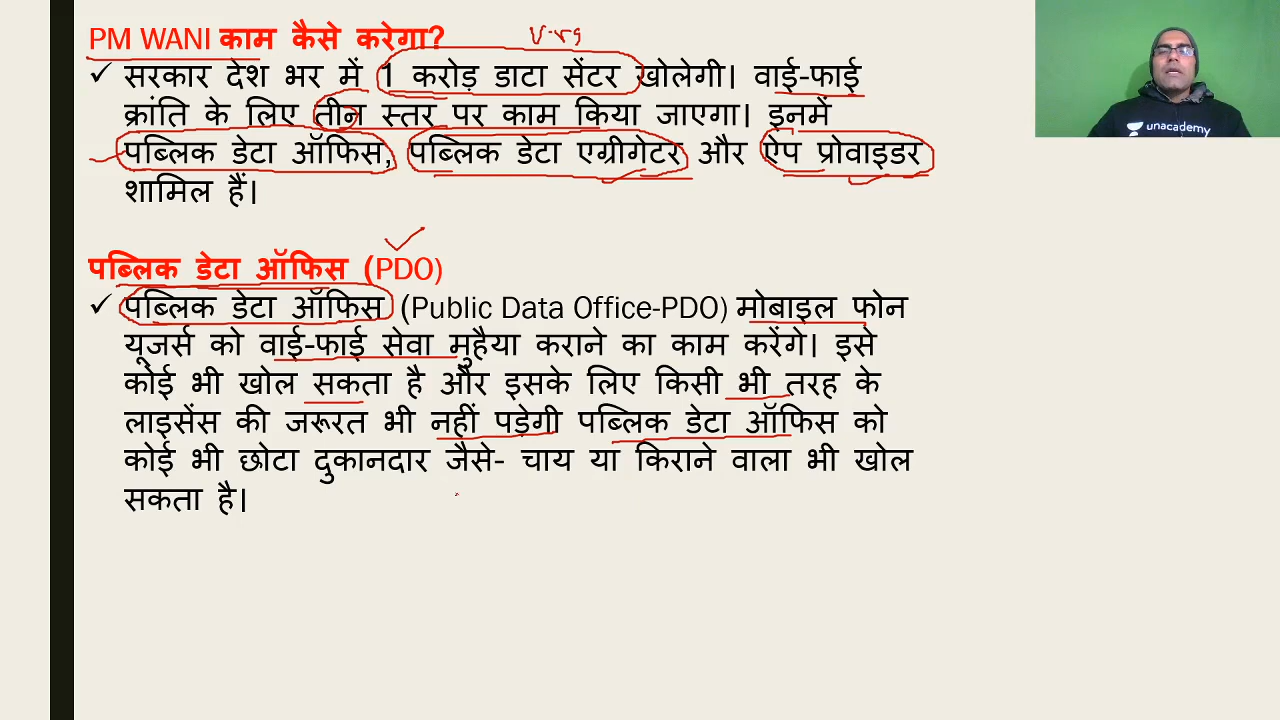 PM WANI काम कैसे करेगा?
✓ सरकार देश भर में 1 करोड़ डाटा सेंटर खोलेगी। वाई-फाई
क्रांति के लिए तीन स्तर पर काम किया जाएगा। इनमें
पब्लिक डेटा ऑफिस, पब्लिक डेटा एग्रीगेटर और ऐप प्रोवाइडर
शामिल हैं।
पब्लिक डेटा ऑफिस (PDO)
✓ पब्लिक डेटा ऑफिस (Public Data Office-PDO) मोबाइल फोन
यूजर्स को वाई-फाई सेवा मुहैया कराने का काम करेंगे। इसे
कोई भी खोल सकता है और इसके लिए किसी भी तरह के
लाइसेंस की जरूरत भी नहीं पड़ेगी पब्लिक डेटा ऑफिस को
कोई भी छोटा दुकानदार जैसे- चाय या किराने वाला भी खोल
सकता है।
unacademy